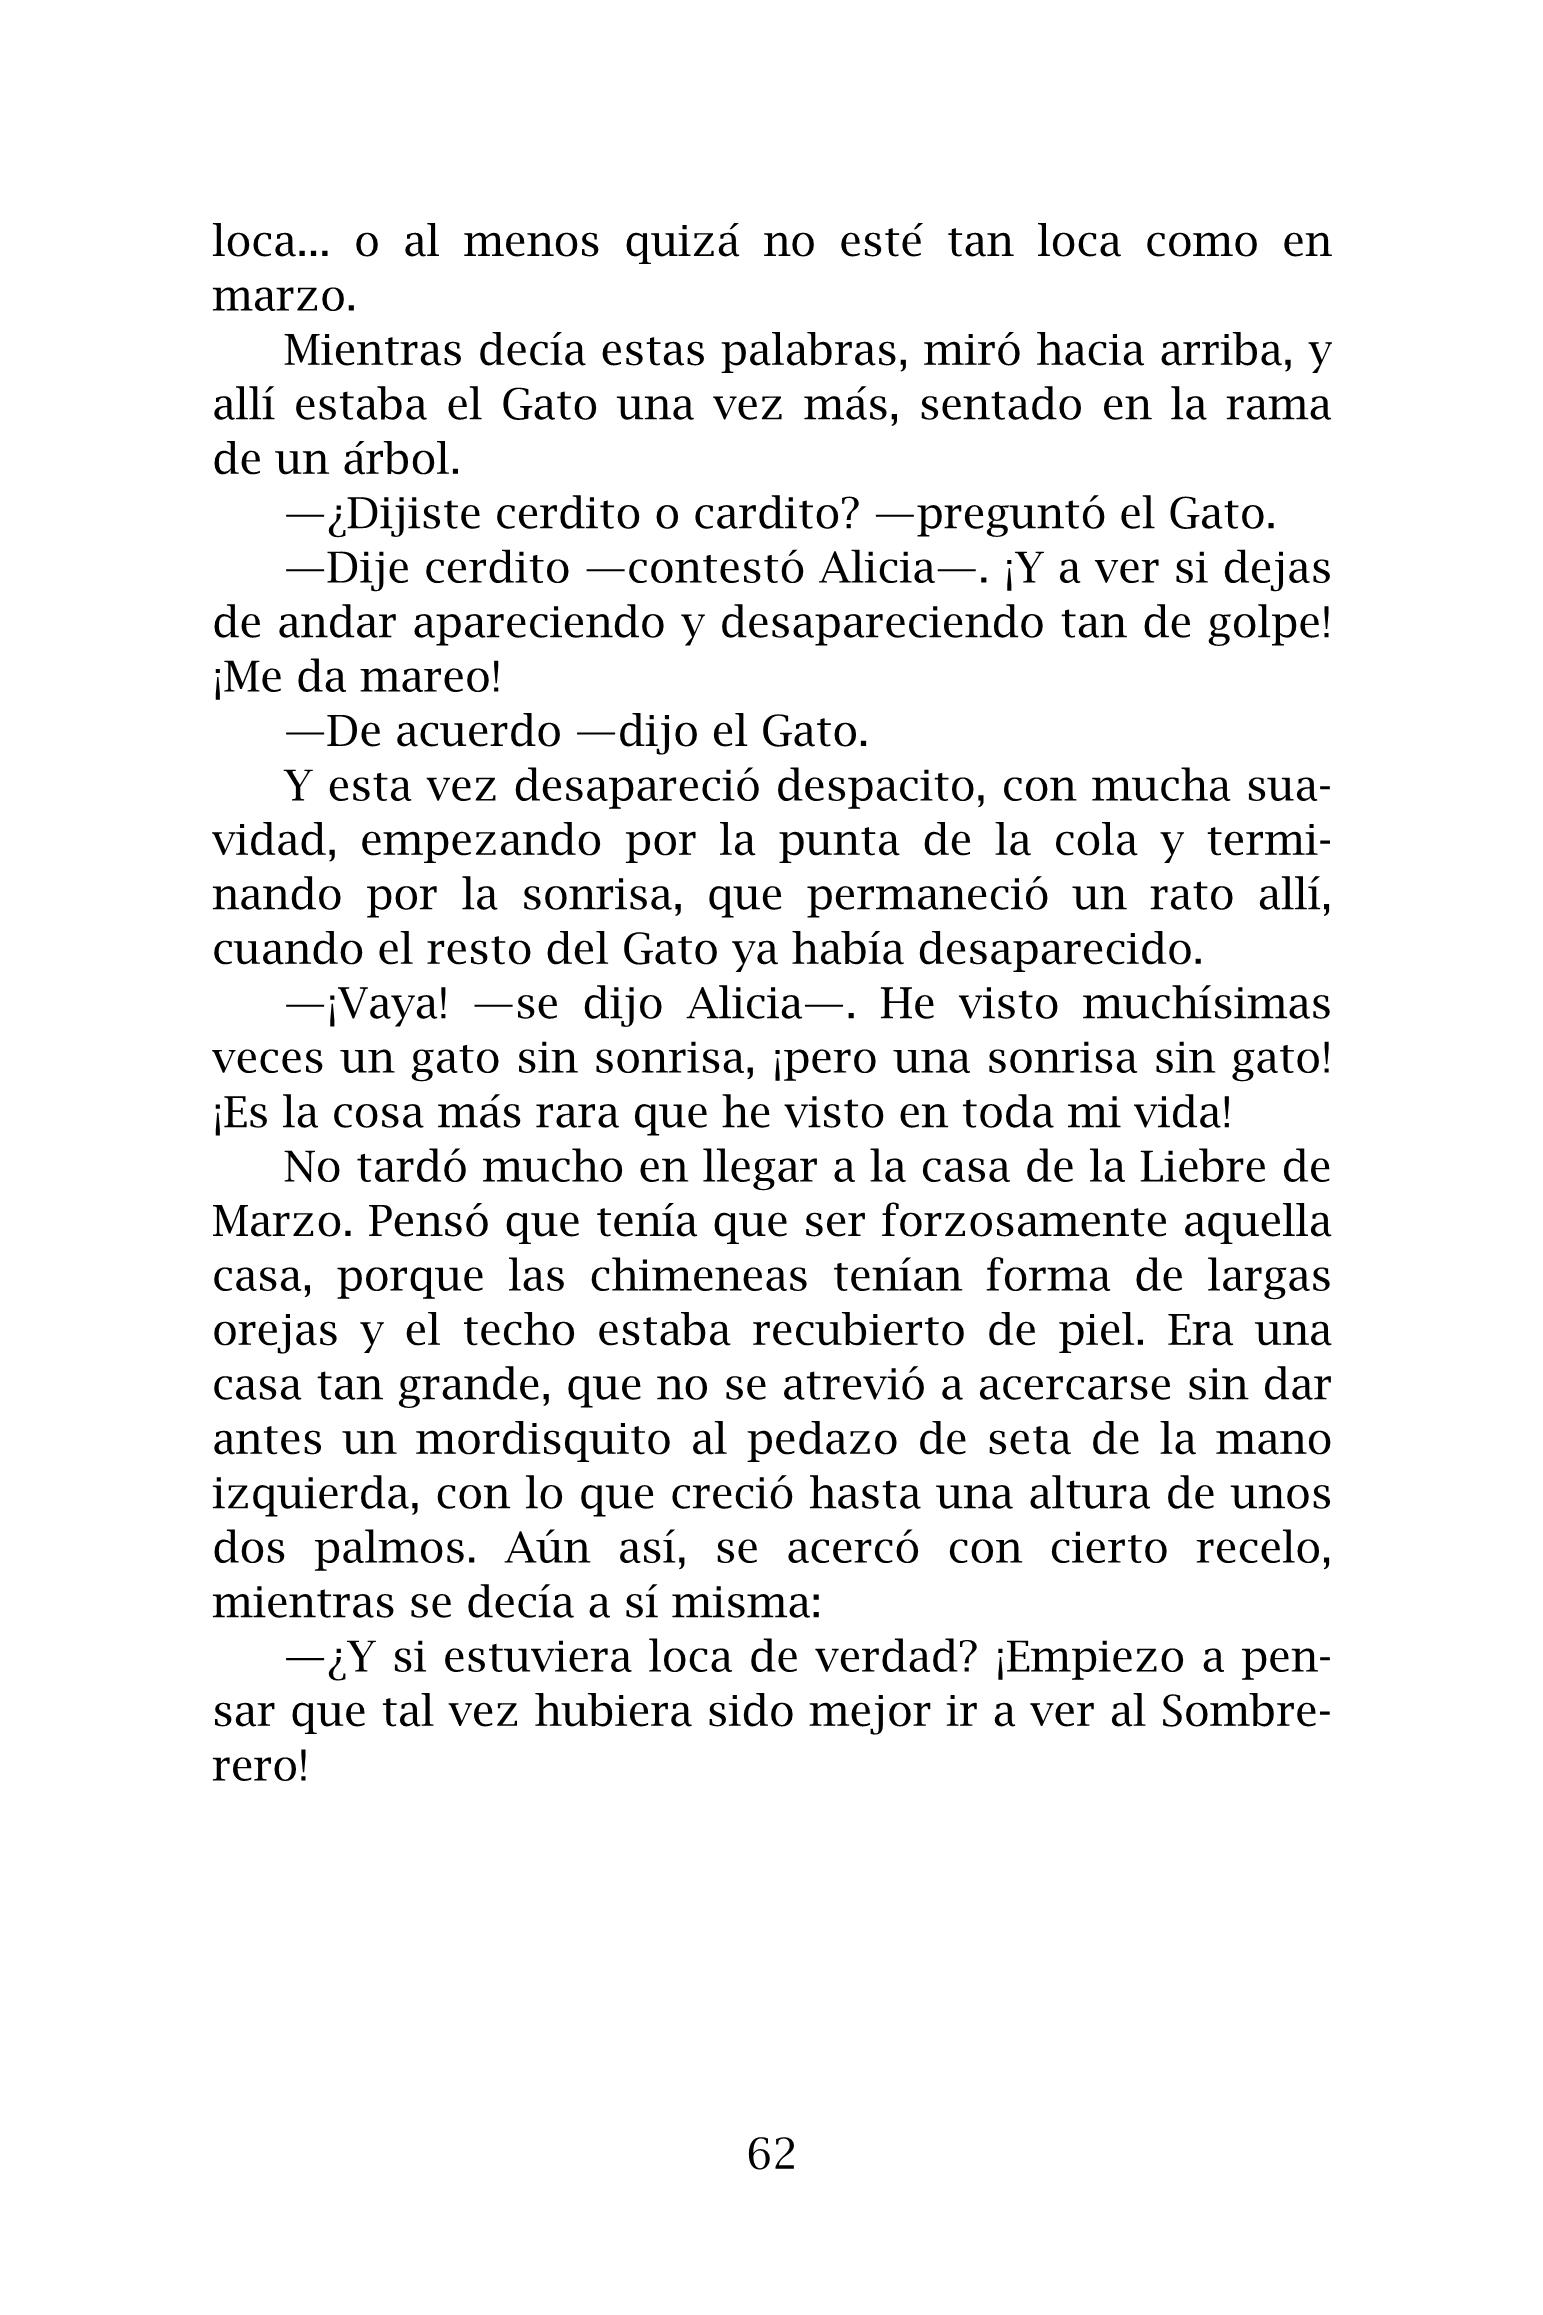 loca... o al menos quizá no esté tan loca como en
marzo.
Mientras decía estas palabras, miró hacia arriba, y
allí estaba el Gato una vez más, sentado en la rama
de un árbol.
—¿Dijiste cerdito o cardito? —preguntó el Gato.
—Dije cerdito —contestó Alicia—. ¡Y a ver si dejas
de andar apareciendo y desapareciendo tan de golpe!
¡Me da mareo!
—De acuerdo —dijo el Gato.
Y esta vez desapareció despacito, con mucha sua-
vidad, empezando por la punta de la cola y termi-
nando por la sonrisa, que permaneció un rato allí,
cuando el resto del Gato ya había desaparecido.
—¡Vaya! —se dijo Alicia—. He visto muchísimas
veces un gato sin sonrisa, ¡pero una sonrisa sin gato!
¡Es la cosa más rara que he visto en toda mi vida!
No tardó mucho en llegar a la casa de la Liebre de
Marzo. Pensó que tenía que ser forzosamente aquella
casa, porque las chimeneas tenían forma de largas
orejas y el techo estaba recubierto de piel. Era una
casa tan grande, que no se atrevió a acercarse sin dar
antes un mordisquito al pedazo de seta de la mano
izquierda, con lo que creció hasta una altura de unos
dos palmos. Aún así, se acercó con cierto recelo,
mientras se decía a sí misma:
—¿Y si estuviera loca de verdad? ¡Empiezo a pen-
sar que tal vez hubiera sido mejor ir a ver al Sombre-
rero!
62